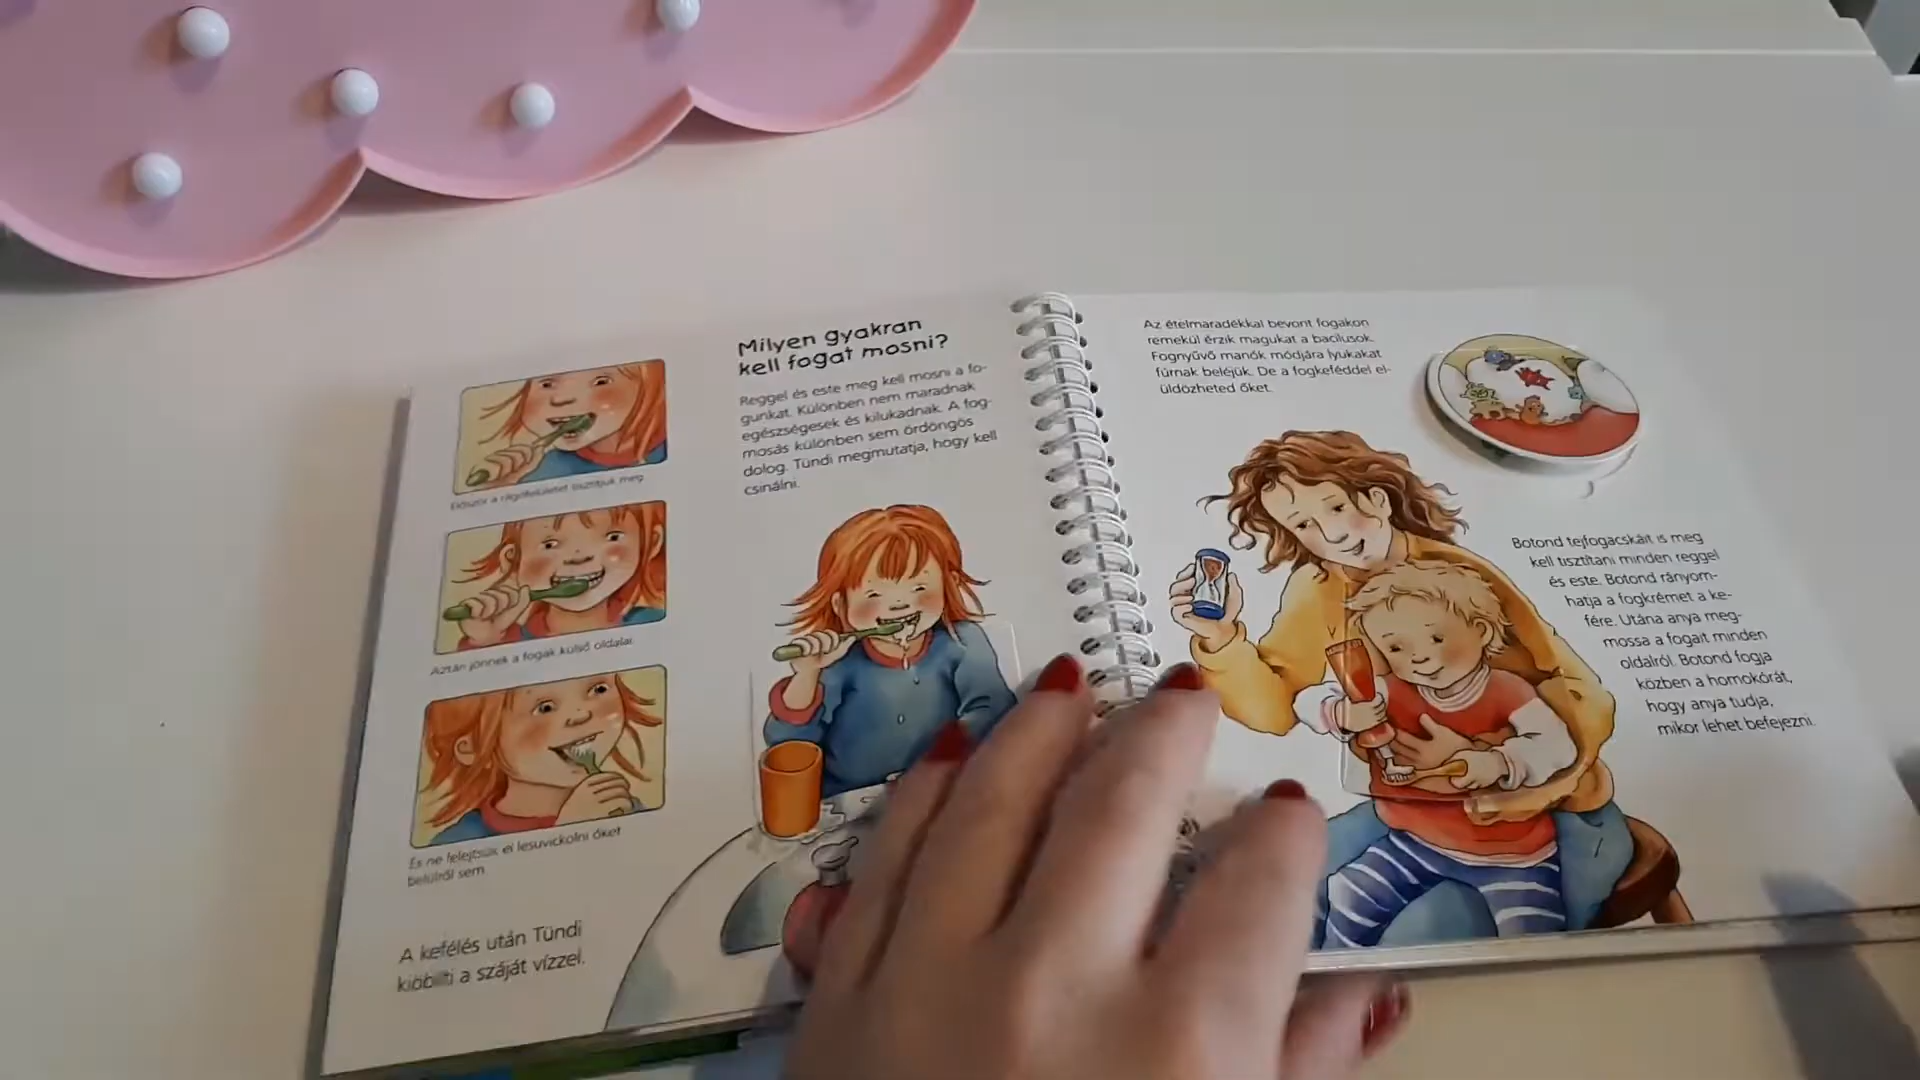 Milyen gyakran
kell fogat mosni?
Reggel és este meg kell mosni a fo-
gunkat. Különben nem maradnak
egészségesek és kilukadnak. A fog-
mosás különben sem ördöngös
dolog. Tündi megmutatja, hogy kell
csinálni.
Először a rágófelületet tisztítjuk meg.
Aztán jönnek a fogak külső oldalai.
És ne felejtsük el lesuvickolni őket
belülről sem.
A kefélés után Tündi
kiöblíti a száját vízzel.
Az ételmaradékkal bevont fogakon
remekül érzik magukat a bacilusok.
Fognyűvő manók módjára lyukakat
fúrnak beléjük. De a fogkeféddel el-
üldözheted őket.
Botond tejfogacskáit is meg
kell tisztítani minden reggel
és este. Botond rányom-
hatja a fogkrémet a ke-
fére. Utána anya meg-
mossa a fogait minden
oldalról. Botond fogja
közben a homokórát,
hogy anya tudja,
mikor lehet befejezni.